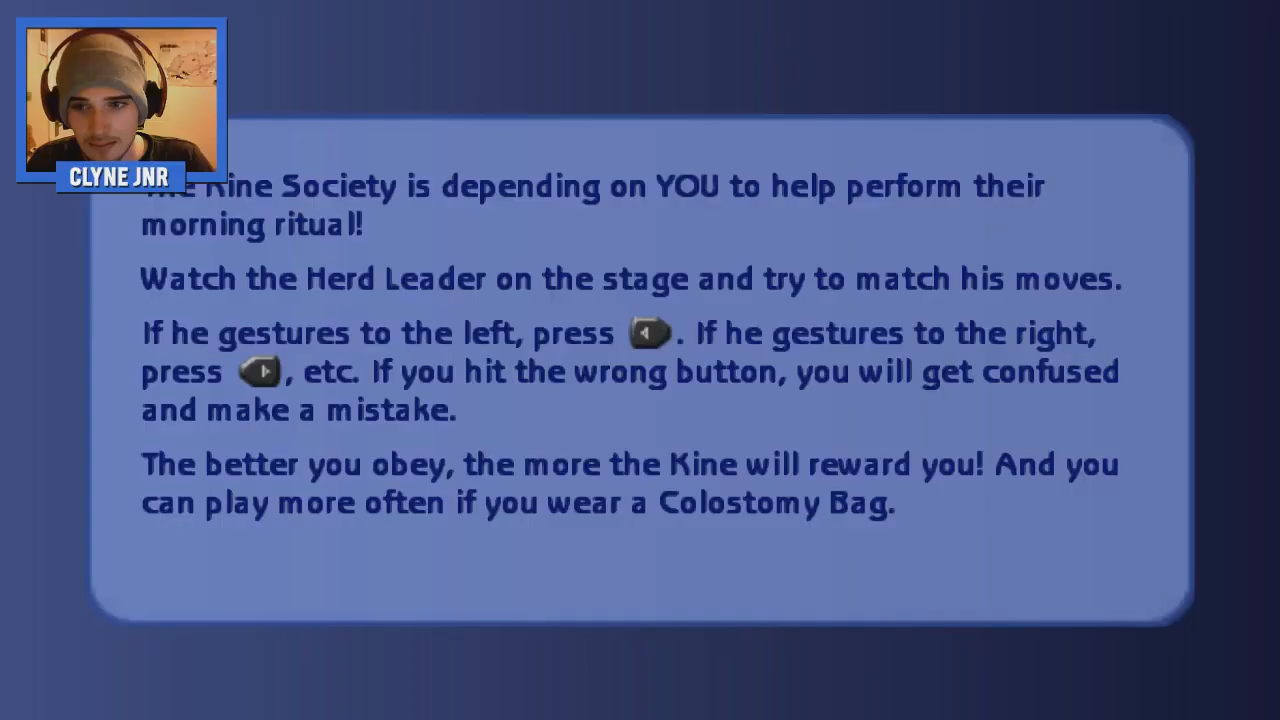 CLYNE JNR
Kine Society is depending on YOU to help perform their
morning ritual!
Watch the Herd Leader on the stage and try to match his moves.
If he gestures to the left, press . If he gestures to the right,
press , etc. If you hit the wrong button, you will get confused
and make a mistake.
The better you obey, the more the Kine will reward you! And you
can play more often if you wear a Colostomy Bag.